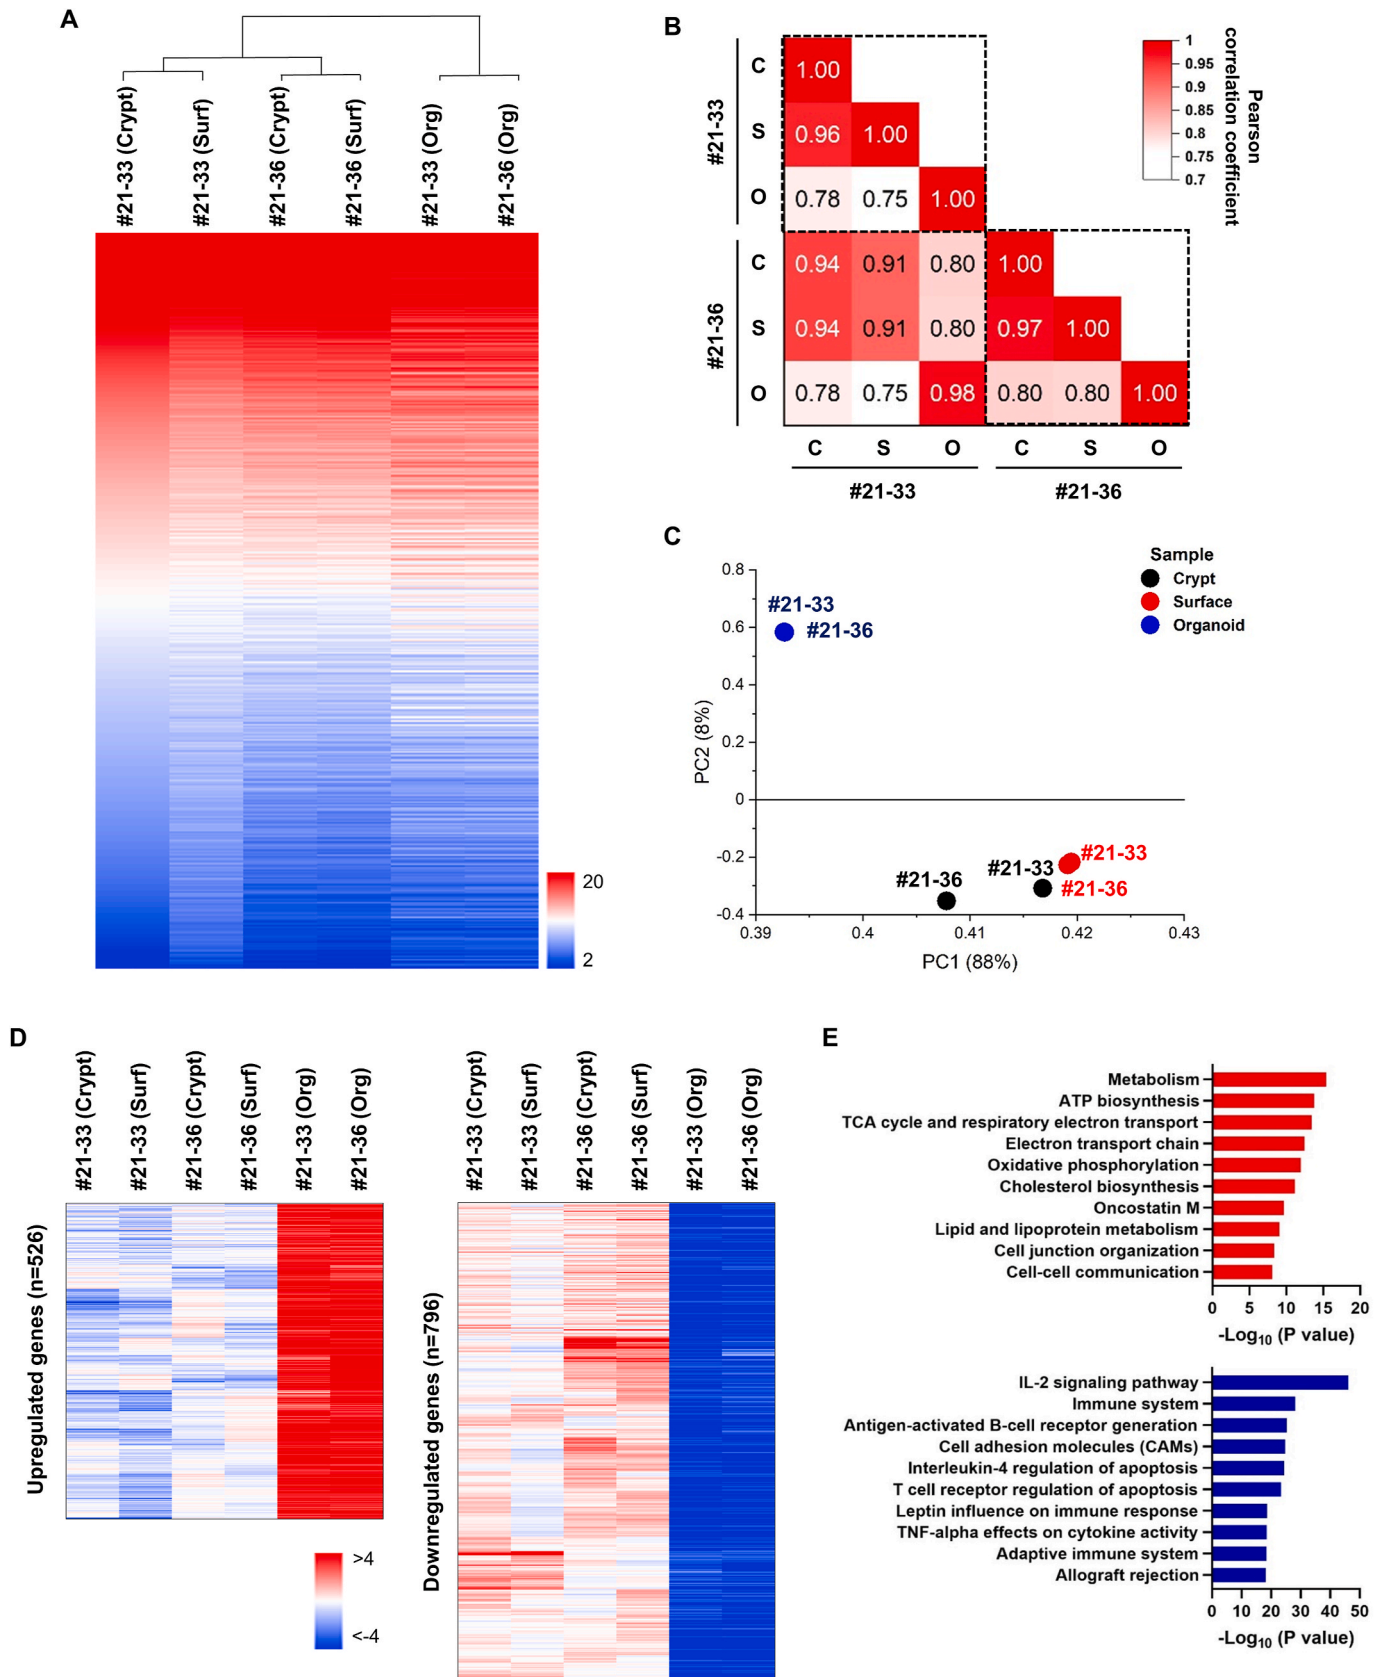 A
#21-33 (Crypt)
#21-33 (Surf)
#21-36 (Crypt)
#21-36 (Surf)
#21-33 (Org)
#21-36 (Org)
20
2
B
#21-33
#21-36
C
S
O
C
S
O
1.00
0.96 1.00
0.78 0.75 1.00
0.94 0.91 0.80 1.00
0.94 0.91 0.80 0.97 1.00
0.78 0.75 0.98 0.80 0.80 1.00
C S O C S O
#21-33 #21-36
1
0.95
0.9
0.85
0.8
0.75
0.7
Pearson
correlation coefficient
C
Sample
Crypt
Surface
Organoid
0.8
0.6
0.4
0.2
0
-0.2
-0.4
PC2 (8%)
#21-33
#21-36
#21-36
#21-33
#21-33
#21-36
0.39 0.4 0.41 0.42 0.43
PC1 (88%)
D
#21-33 (Crypt)
#21-33 (Surf)
#21-36 (Crypt)
#21-36 (Surf)
#21-33 (Org)
#21-36 (Org)
Upregulated genes (n=526)
>4
<-4
#21-33 (Crypt)
#21-33 (Surf)
#21-36 (Crypt)
#21-36 (Surf)
#21-33 (Org)
#21-36 (Org)
Downregulated genes (n=796)
E
Metabolism
ATP biosynthesis
TCA cycle and respiratory electron transport
Electron transport chain
Oxidative phosphorylation
Cholesterol biosynthesis
Oncostatin M
Lipid and lipoprotein metabolism
Cell junction organization
Cell-cell communication
0 5 10 15 20
-Log10 (P value)
IL-2 signaling pathway
Immune system
Antigen-activated B-cell receptor generation
Cell adhesion molecules (CAMs)
Interleukin-4 regulation of apoptosis
T cell receptor regulation of apoptosis
Leptin influence on immune response
TNF-alpha effects on cytokine activity
Adaptive immune system
Allograft rejection
0 10 20 30 40 50
-Log10 (P value)